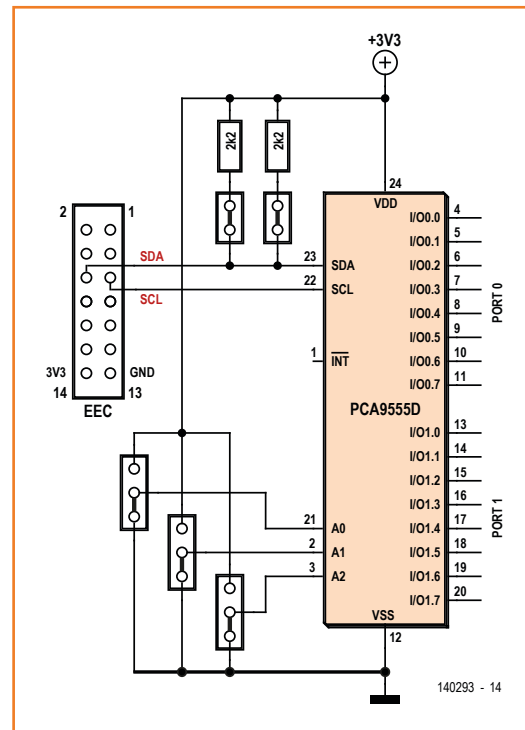 +3V3
2k2
2k2
24
VDD
2 1
SDA
SCL
3V3 GND
14 13
EEC
23 SDA
22 SCL
1 INT
PCA9555D
21 A0
2 A1
3 A2
I/O0.0 4
I/O0.1 5
I/O0.2 6
I/O0.3 7
I/O0.4 8
I/O0.5 9
I/O0.6 10
I/O0.7 11
PORT 0
I/O1.0 13
I/O1.1 14
I/O1.2 15
I/O1.3 16
I/O1.4 17
I/O1.5 18
I/O1.6 19
I/O1.7 20
PORT 1
VSS
12
140293 - 14